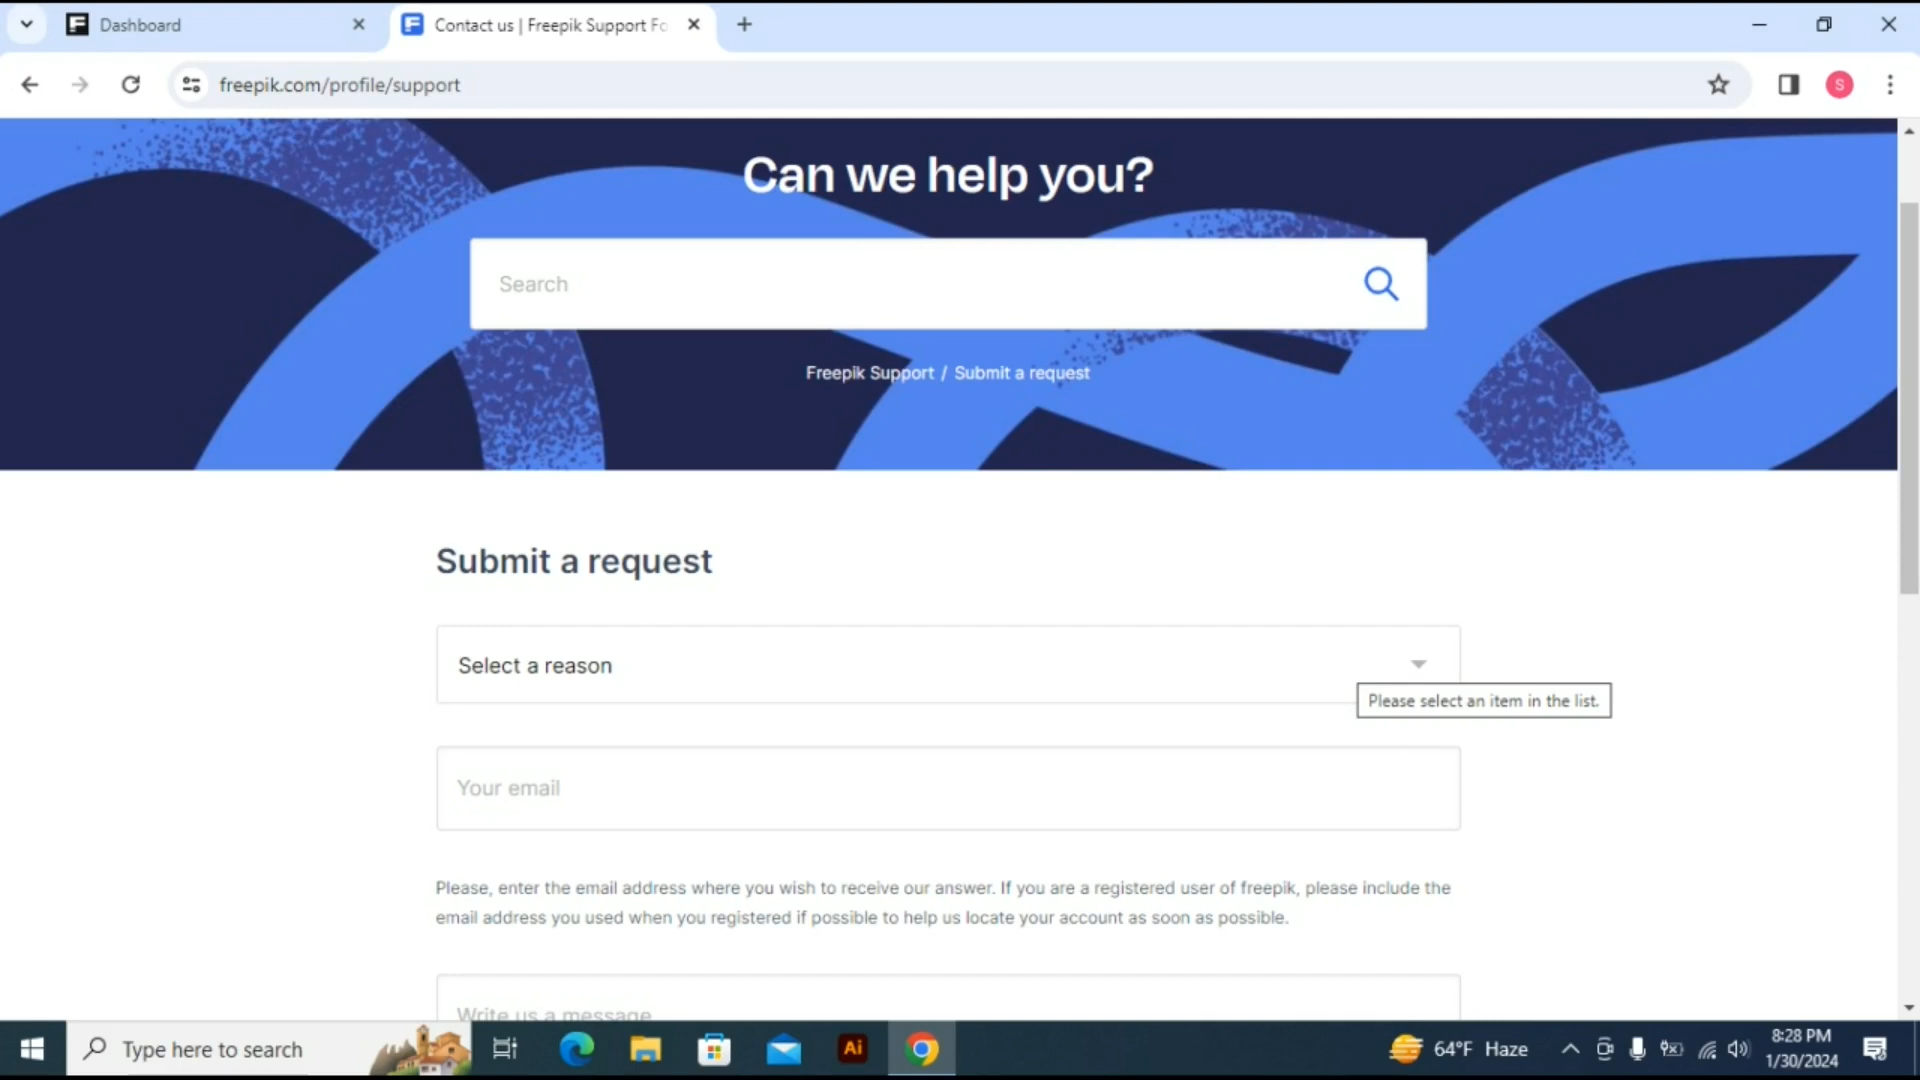 Dashboard
Contact us | Freepik Support Fo
freepik.com/profile/support
S
Can we help you?
Search
Freepik Support / Submit a request
Submit a request
Select a reason
Please select an item in the list.
Your email
Please, enter the email address where you wish to receive our answer. If you are a registered user of freepik, please include the
email address you used when you registered if possible to help us locate your account as soon as possible.
Write us a message
Type here to search
Ai
64°F Haze
8:28 PM
1/30/2024